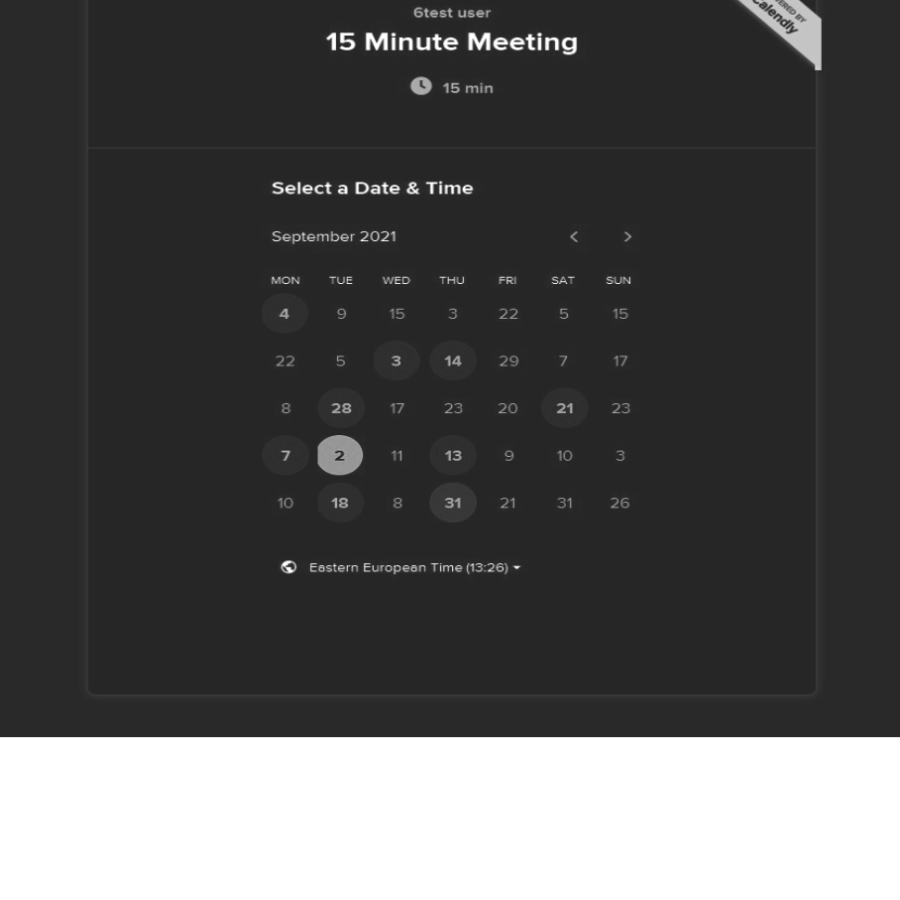 6test user
15 Minute Meeting
15 min
Calendly
Select a Date & Time
September 2021
MON TUE WED THU FRI SAT SUN
4 9 15 3 22 5 15
22 5 3 14 29 7 17
8 28 17 23 20 21 23
7 2 11 13 9 10 3
10 18 8 31 21 31 26
Eastern European Time (13:26)